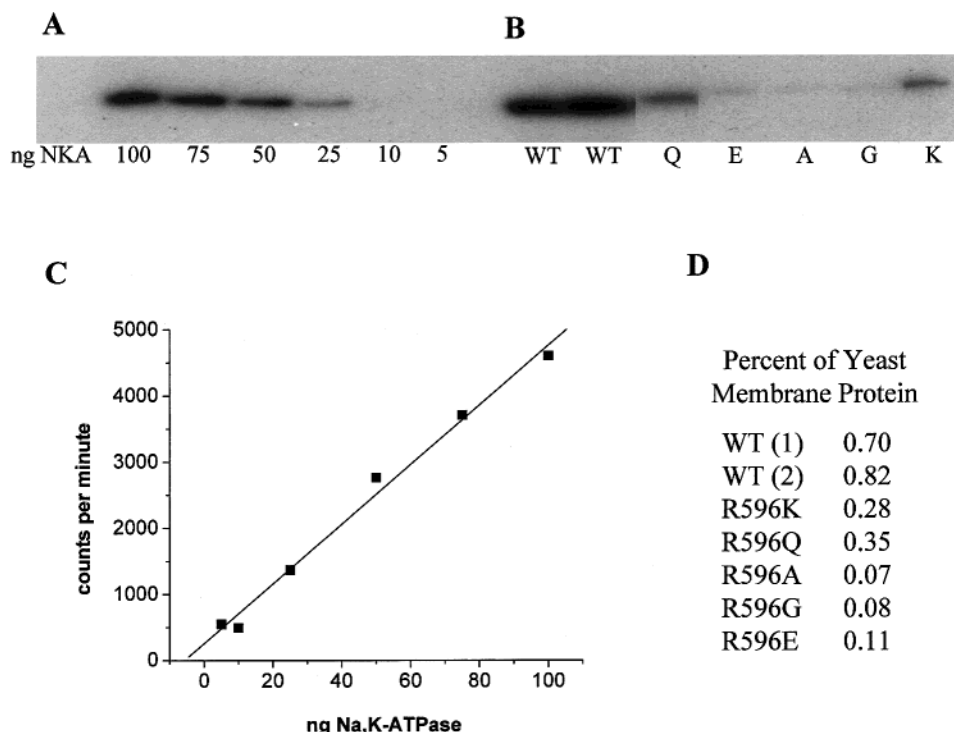 A
B
ng NKA 100 75 50 25 10 5 WT WT Q E A G K
C
D
5000
4000
3000
2000
1000
0
counts per minute
0 20 40 60 80 100
ng Na,K-ATPase
Percent of Yeast
Membrane Protein
WT (1) 0.70
WT (2) 0.82
R596K 0.28
R596Q 0.35
R596A 0.07
R596G 0.08
R596E 0.11